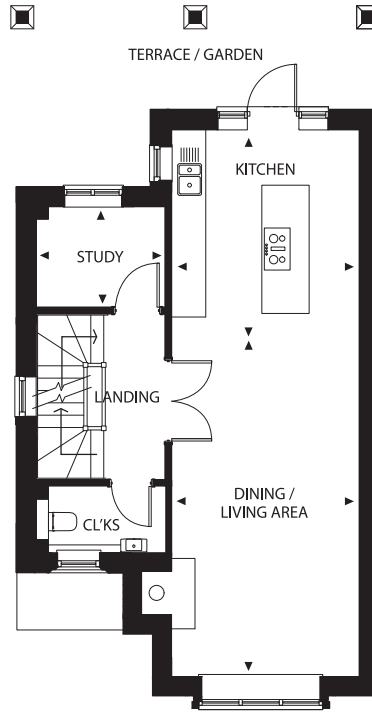 TERRACE / GARDEN
KITCHEN
STUDY
LANDING
DINING /
LIVING AREA
CL'KS